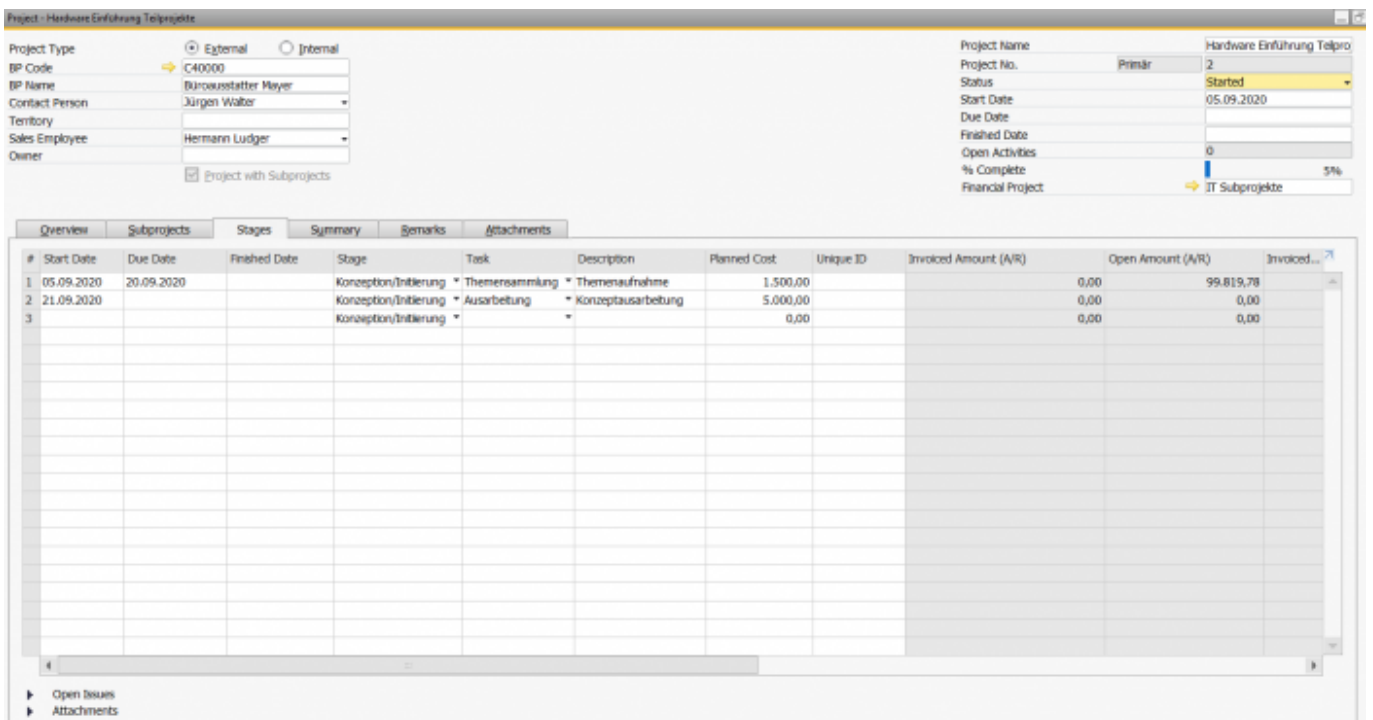 Project - Hardware Einführung Teilprojekte
Project Type External Internal
BP Code C40000
BP Name Büroausstatter Mayer
Contact Person Jürgen Walter
Territory
Sales Employee Hermann Ludger
Owner
Project with Subprojects
Project Name Hardware Einführung Teilpro
Project No. Primär 2
Status Started
Start Date 05.09.2020
Due Date
Finished Date
Open Activities 0
% Complete 5%
Financial Project IT Subprojekte
Overview Subprojects Stages Summary Remarks Attachments
# Start Date Due Date Finished Date Stage Task Description Planned Cost Unique ID Invoiced Amount (A/R) Open Amount (A/R) Invoiced...
1 05.09.2020 20.09.2020 Konzeption/Initiierung Themensammlung Themenaufnahme 1.500,00 0,00 99.819,78
2 21.09.2020 Konzeption/Initiierung Ausarbeitung Konzeptausarbeitung 5.000,00 0,00 0,00
3 Konzeption/Initiierung 0,00 0,00 0,00
Open Issues
Attachments